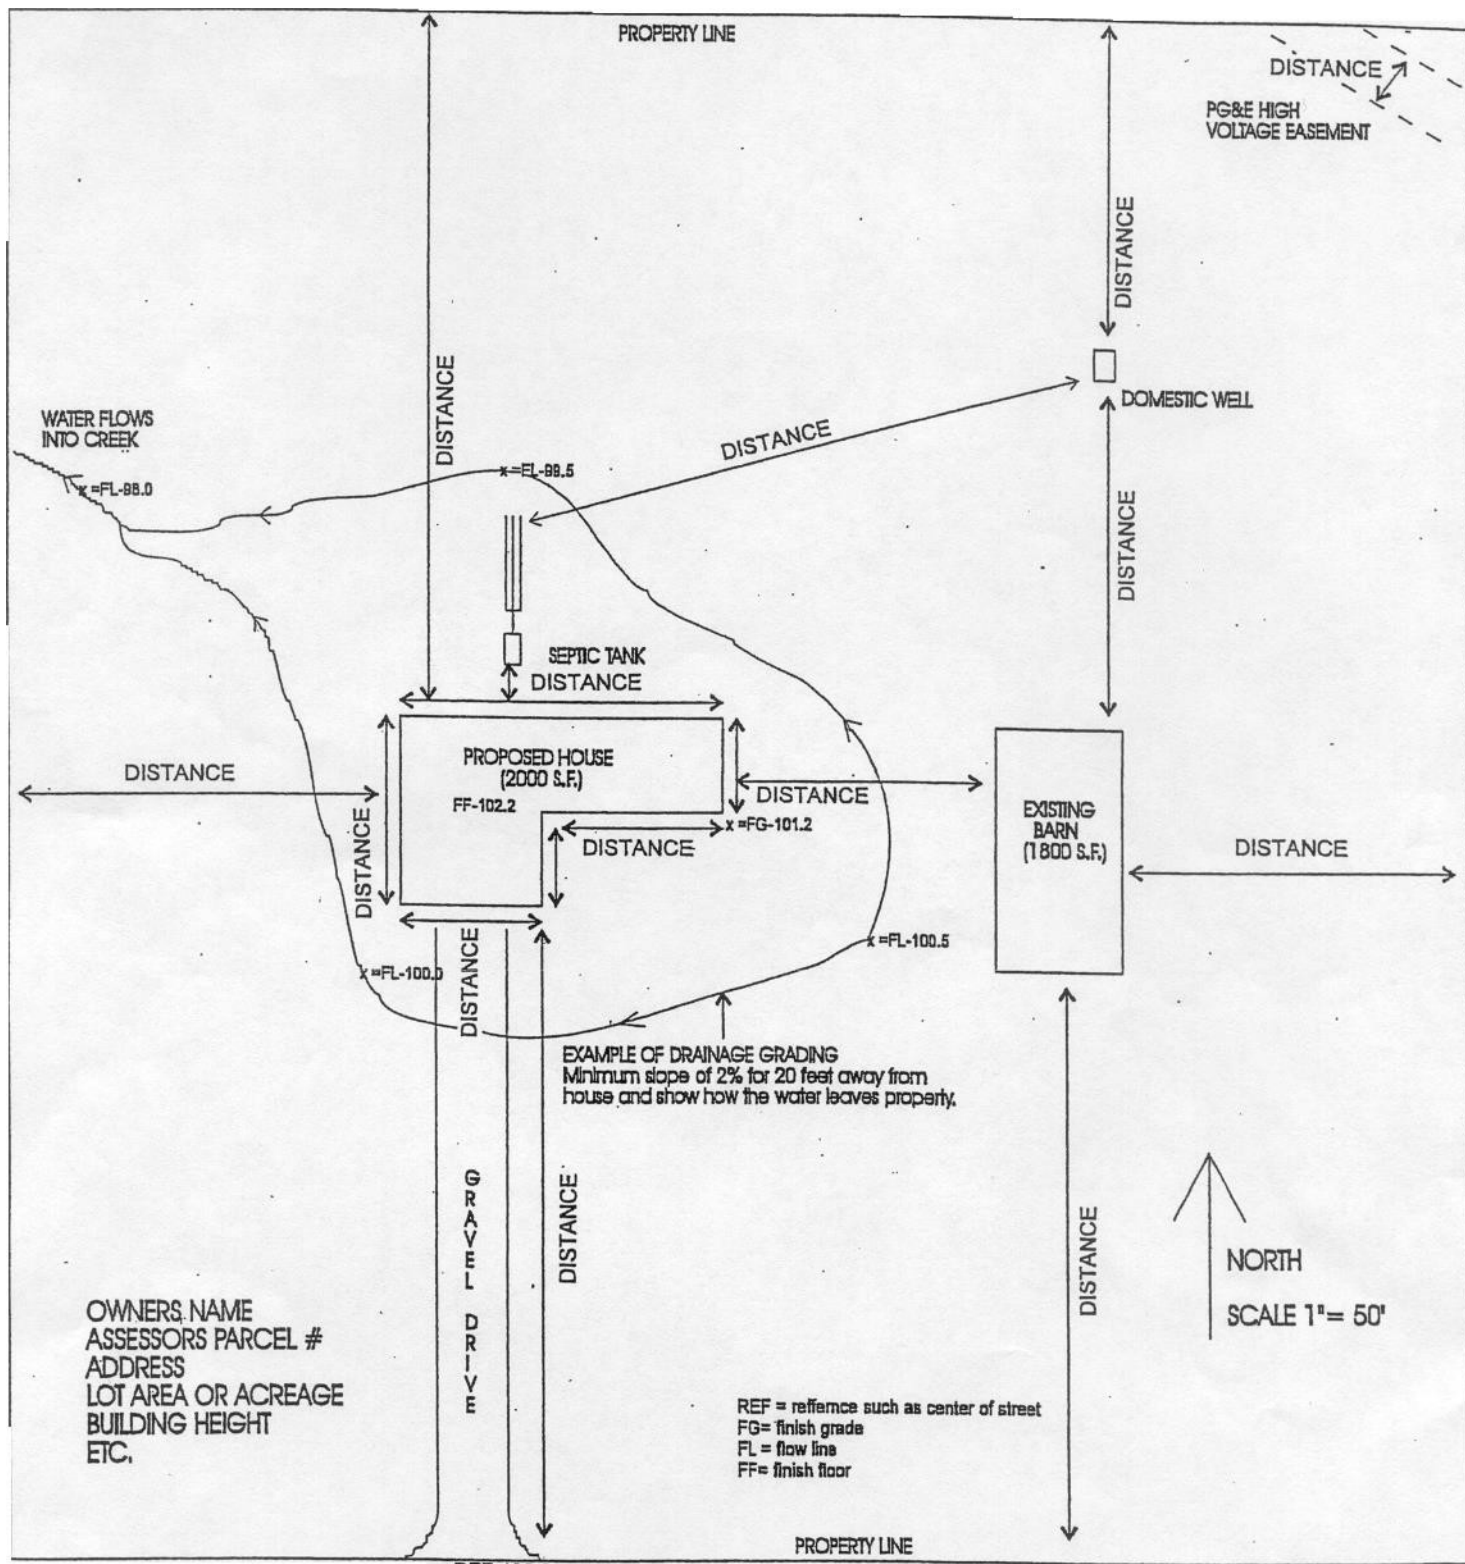 PROPERTY LINE
DISTANCE
PG&E HIGH
VOLTAGE EASEMENT
DISTANCE
DISTANCE
WATER FLOWS
INTO CREEK
x =FL-98.0
x =FL-99.5
DISTANCE
DOMESTIC WELL
DISTANCE
SEPTIC TANK
DISTANCE
PROPOSED HOUSE
(2000 S.F.)
FF-102.2
DISTANCE
DISTANCE
DISTANCE
x =FG-101.2
DISTANCE
EXISTING
BARN
(1800 S.F.)
DISTANCE
x =FL-100.5
x =FL-100.0
DISTANCE
EXAMPLE OF DRAINAGE GRADING
Minimum slope of 2% for 20 feet away from
house and show how the water leaves property.
GRAVEL DRIVE
DISTANCE
DISTANCE
NORTH
SCALE 1"= 50'
OWNERS NAME
ASSESSORS PARCEL #
ADDRESS
LOT AREA OR ACREAGE
BUILDING HEIGHT
ETC.
REF = reffernce such as center of street
FG= finish grade
FL = flow line
FF= finish floor
PROPERTY LINE